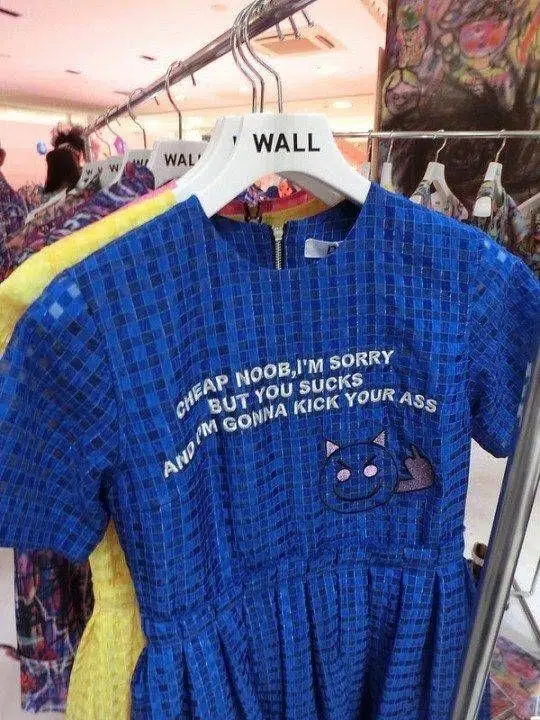 WALL
WALL
CHEAP NOOB,I'M SORRY
BUT YOU SUCKS
AND I'M GONNA KICK YOUR ASS